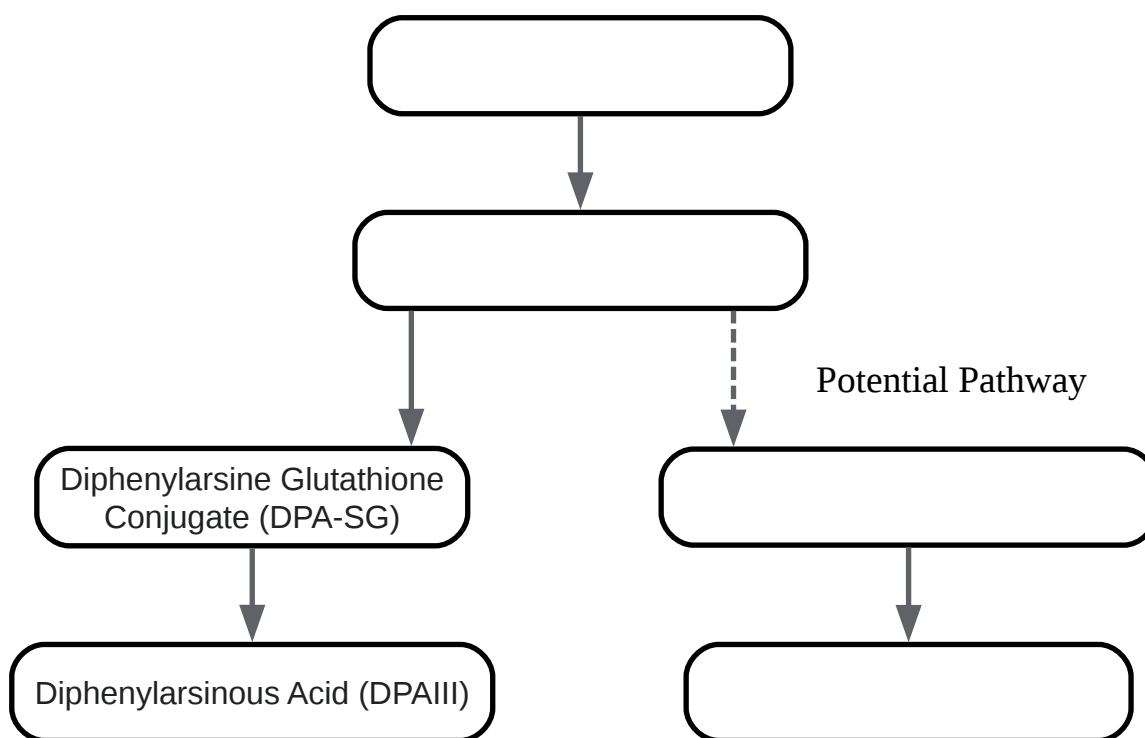 Potential Pathway
Diphenylarsine Glutathione
Conjugate (DPA-SG)
Diphenylarsinous Acid (DPAIII)